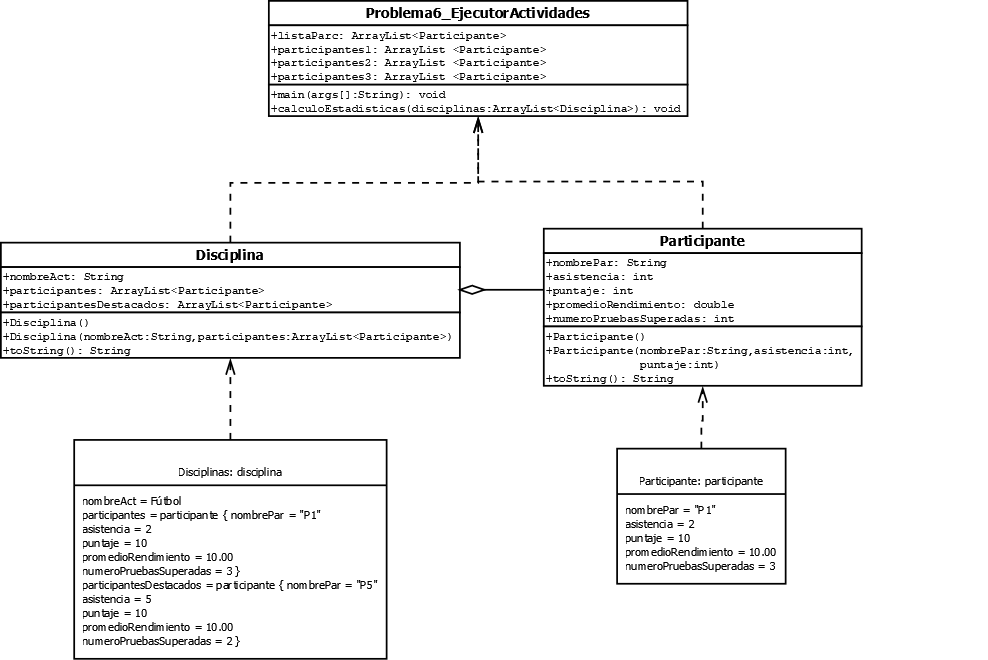 Problema6_EjecutorActividades
+listaParc: ArrayList<Participante>
+participantes1: ArrayList <Participante>
+participantes2: ArrayList <Participante>
+participantes3: ArrayList <Participante>
+main(args[]:String): void
+calculoEstadisticas(disciplinas:ArrayList<Disciplina>): void
Disciplina
+nombreAct: String
+participantes: ArrayList<Participante>
+participantesDestacados: ArrayList<Participante>
+Disciplina()
+Disciplina(nombreAct:String,participantes:ArrayList<Participante>)
+toString(): String
Participante
+nombrePar: String
+asistencia: int
+puntaje: int
+promedioRendimiento: double
+numeroPruebasSuperadas: int
+Participante()
+Participante(nombrePar:String,asistencia:int,
puntaje:int)
+toString(): String
Disciplinas: disciplina
nombreAct = Fútbol
participantes = participante { nombrePar = "P1"
asistencia = 2
puntaje = 10
promedioRendimiento = 10.00
numeroPruebasSuperadas = 3 }
participantesDestacados = participante { nombrePar = "P5"
asistencia = 5
puntaje = 10
promedioRendimiento = 10.00
numeroPruebasSuperadas = 2 }
Participante: participante
nombrePar = "P1"
asistencia = 2
puntaje = 10
promedioRendimiento = 10.00
numeroPruebasSuperadas = 3